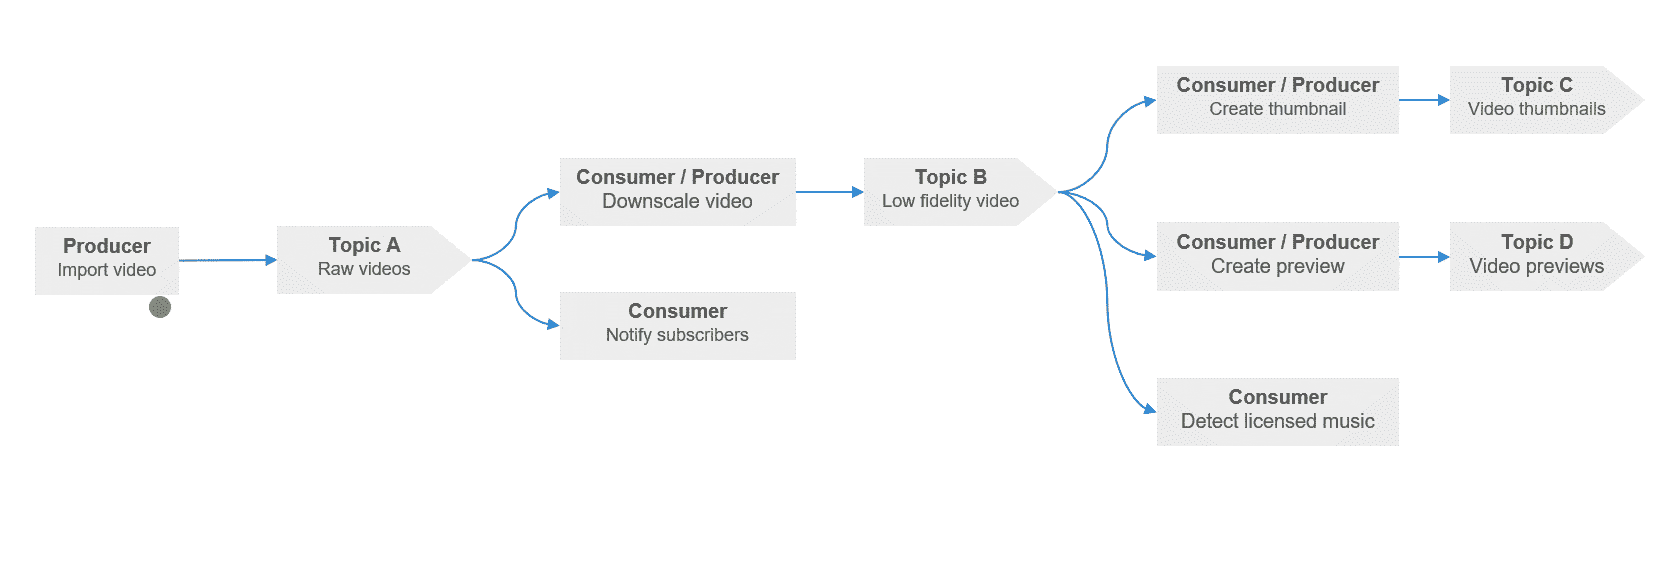 Producer
Import video
Topic A
Raw videos
Consumer / Producer
Downscale video
Consumer
Notify subscribers
Topic B
Low fidelity video
Consumer / Producer
Create thumbnail
Topic C
Video thumbnails
Consumer / Producer
Create preview
Topic D
Video previews
Consumer
Detect licensed music